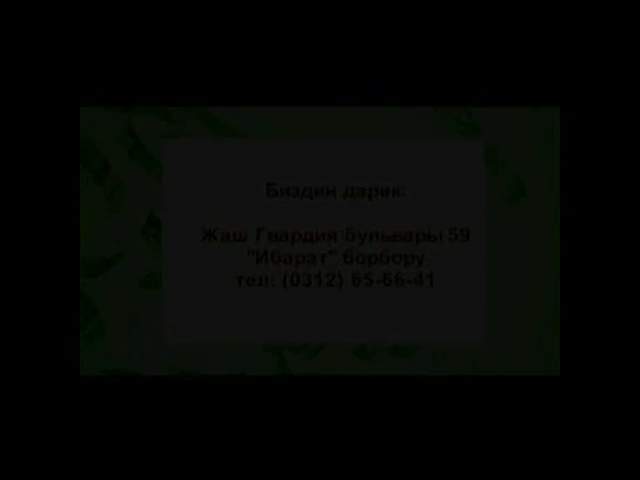 Биздин дарек:
Жаш Гвардия бульвары 59
"Ибарат" борбору
тел: (0312) 65-66-41